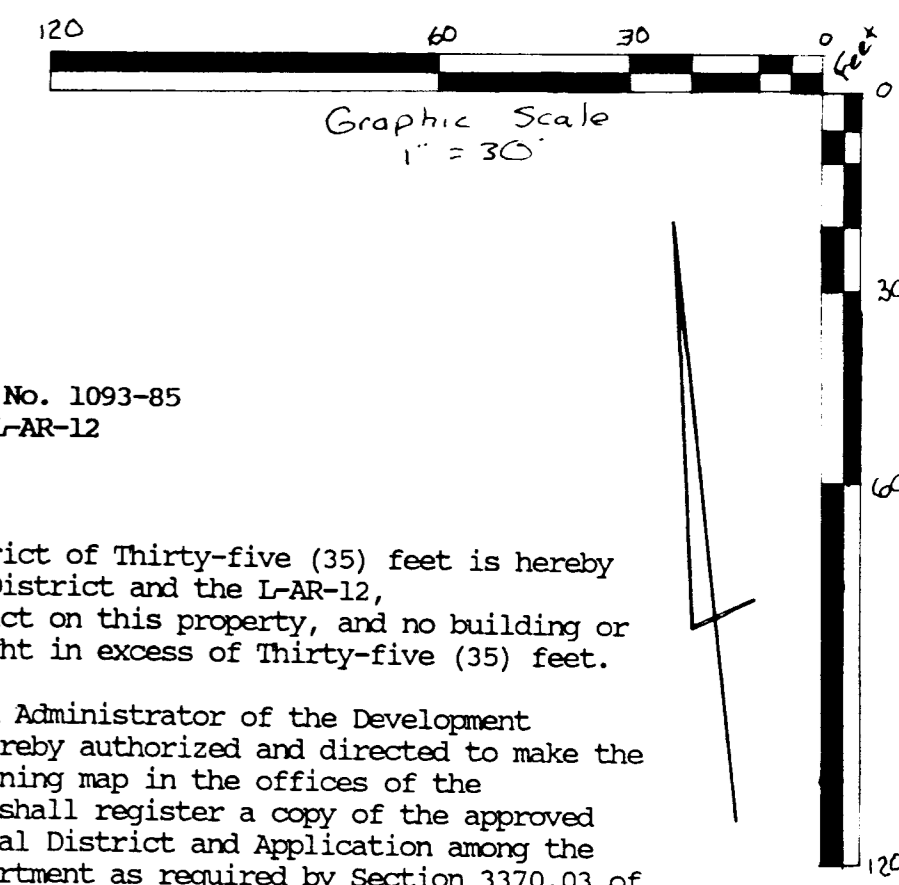 120 60 30 0 Feet
Graphic Scale
1" = 30'
0
30
60
120
No. 1093-85
L-AR-12
rict of Thirty-five (35) feet is hereby
District and the L-AR-12,
ct on this property, and no building or
ht in excess of Thirty-five (35) feet.
Administrator of the Development
reby authorized and directed to make the
ning map in the offices of the
shall register a copy of the approved
al District and Application among the
rtment as required by Section 3370.03 of